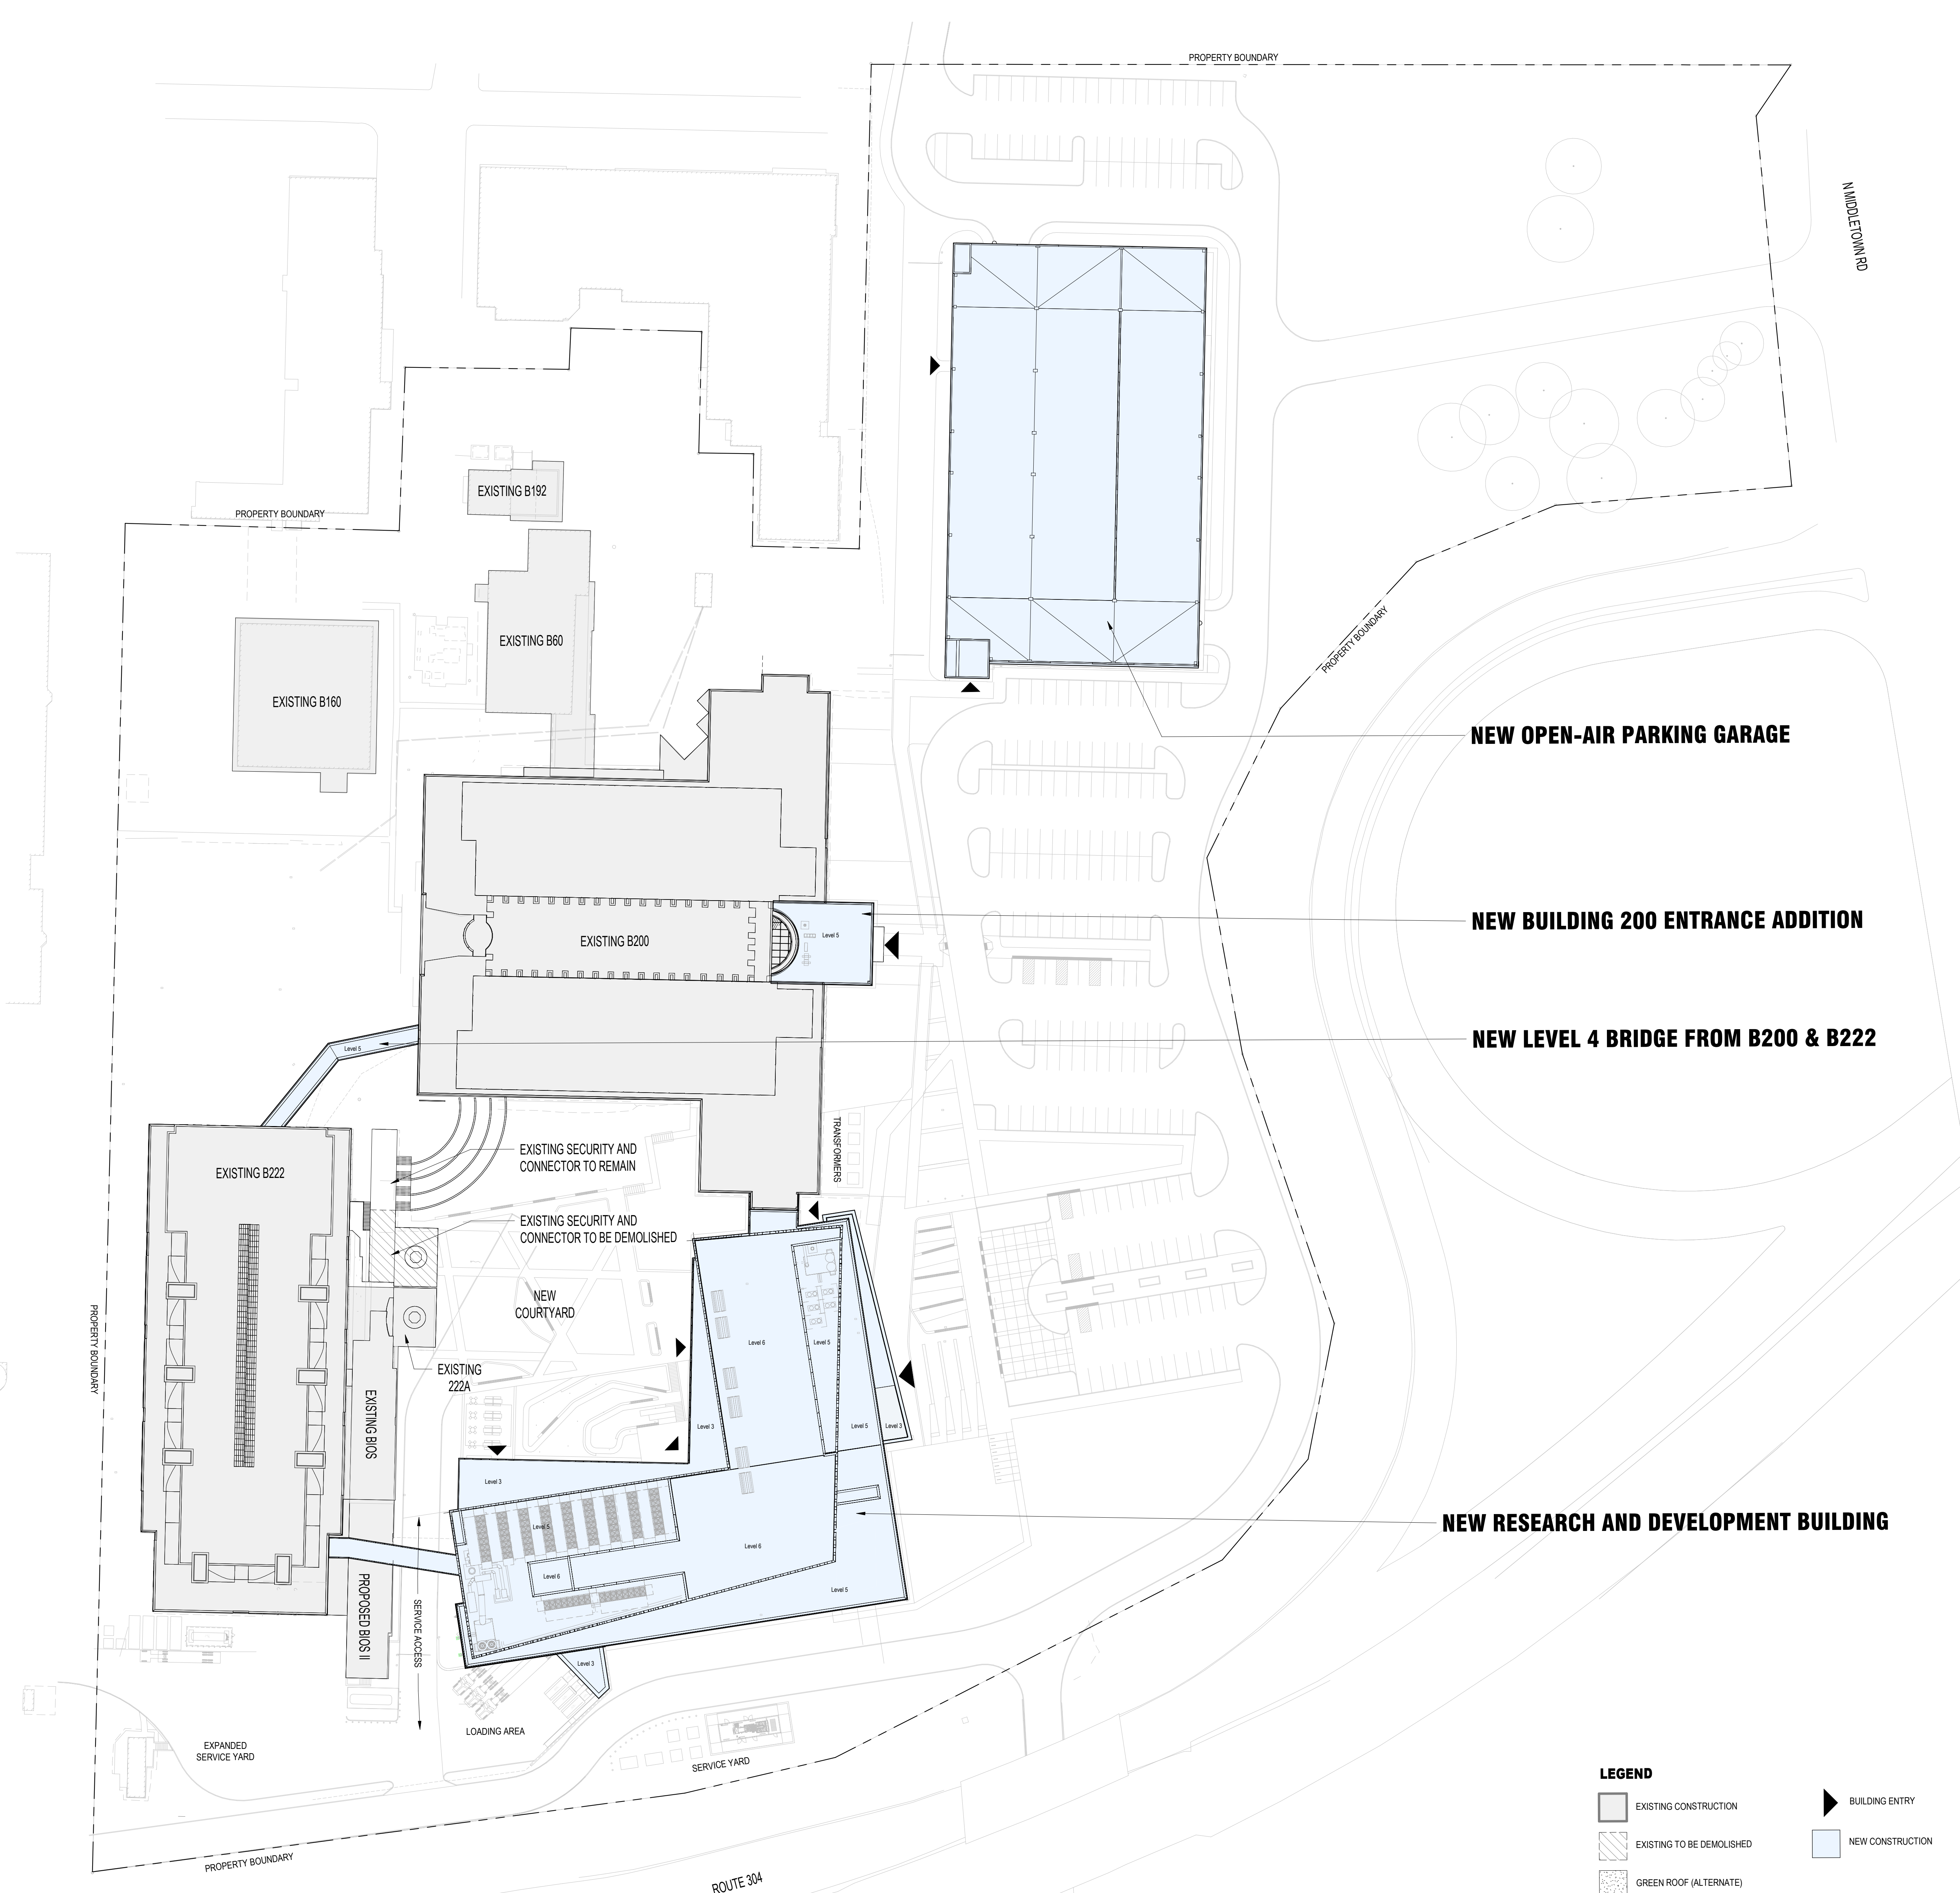 PROPERTY BOUNDARY
N MIDDLETOWN RD
EXISTING B192
PROPERTY BOUNDARY
EXISTING B60
PROPERTY BOUNDARY
EXISTING B160
NEW OPEN-AIR PARKING GARAGE
NEW BUILDING 200 ENTRANCE ADDITION
EXISTING B200
Level 5
NEW LEVEL 4 BRIDGE FROM B200 & B222
Level 5
TRANSFORMERS
EXISTING SECURITY AND
CONNECTOR TO REMAIN
EXISTING B222
EXISTING SECURITY AND
CONNECTOR TO BE DEMOLISHED
NEW
COURTYARD
PROPERTY BOUNDARY
Level 6
Level 5
EXISTING
222A
EXISTING BIOS
Level 3
Level 5
Level 3
Level 3
Level 5
NEW RESEARCH AND DEVELOPMENT BUILDING
Level 6
Level 6
Level 5
PROPOSED BIOS II
SERVICE ACCESS
Level 3
LOADING AREA
EXPANDED
SERVICE YARD
SERVICE YARD
PROPERTY BOUNDARY
ROUTE 304
LEGEND
EXISTING CONSTRUCTION
BUILDING ENTRY
EXISTING TO BE DEMOLISHED
NEW CONSTRUCTION
GREEN ROOF (ALTERNATE)